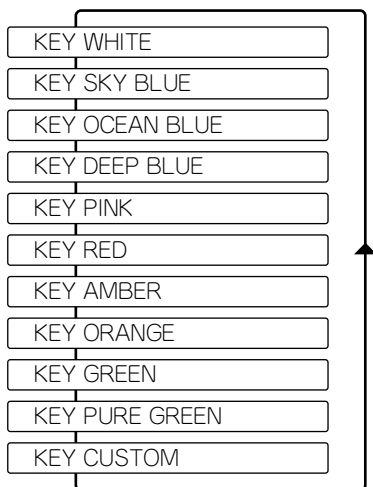 KEY WHITE
KEY SKY BLUE
KEY OCEAN BLUE
KEY DEEP BLUE
KEY PINK
KEY RED
KEY AMBER
KEY ORANGE
KEY GREEN
KEY PURE GREEN
KEY CUSTOM